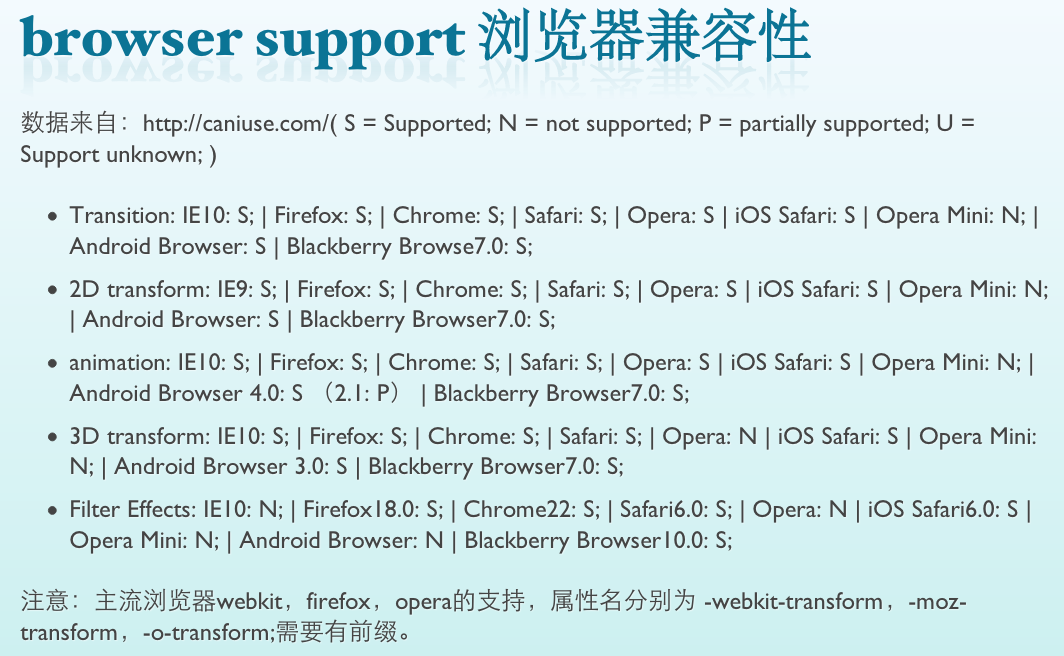 browser support 浏览器兼容性
数据来自：http://caniuse.com/( S = Supported; N = not supported; P = partially supported; U =
Support unknown; )
• Transition: IE10: S; | Firefox: S; | Chrome: S; | Safari: S; | Opera: S | iOS Safari: S | Opera Mini: N; |
Android Browser: S | Blackberry Browse7.0: S;
• 2D transform: IE9: S; | Firefox: S; | Chrome: S; | Safari: S; | Opera: S | iOS Safari: S | Opera Mini: N;
| Android Browser: S | Blackberry Browser7.0: S;
• animation: IE10: S; | Firefox: S; | Chrome: S; | Safari: S; | Opera: S | iOS Safari: S | Opera Mini: N; |
Android Browser 4.0: S （2.1: P） | Blackberry Browser7.0: S;
• 3D transform: IE10: S; | Firefox: S; | Chrome: S; | Safari: S; | Opera: N | iOS Safari: S | Opera Mini:
N; | Android Browser 3.0: S | Blackberry Browser7.0: S;
• Filter Effects: IE10: N; | Firefox18.0: S; | Chrome22: S; | Safari6.0: S; | Opera: N | iOS Safari6.0: S |
Opera Mini: N; | Android Browser: N | Blackberry Browser10.0: S;
注意：主流浏览器webkit，firefox，opera的支持，属性名分别为 -webkit-transform，-moz-
transform，-o-transform;需要有前缀。